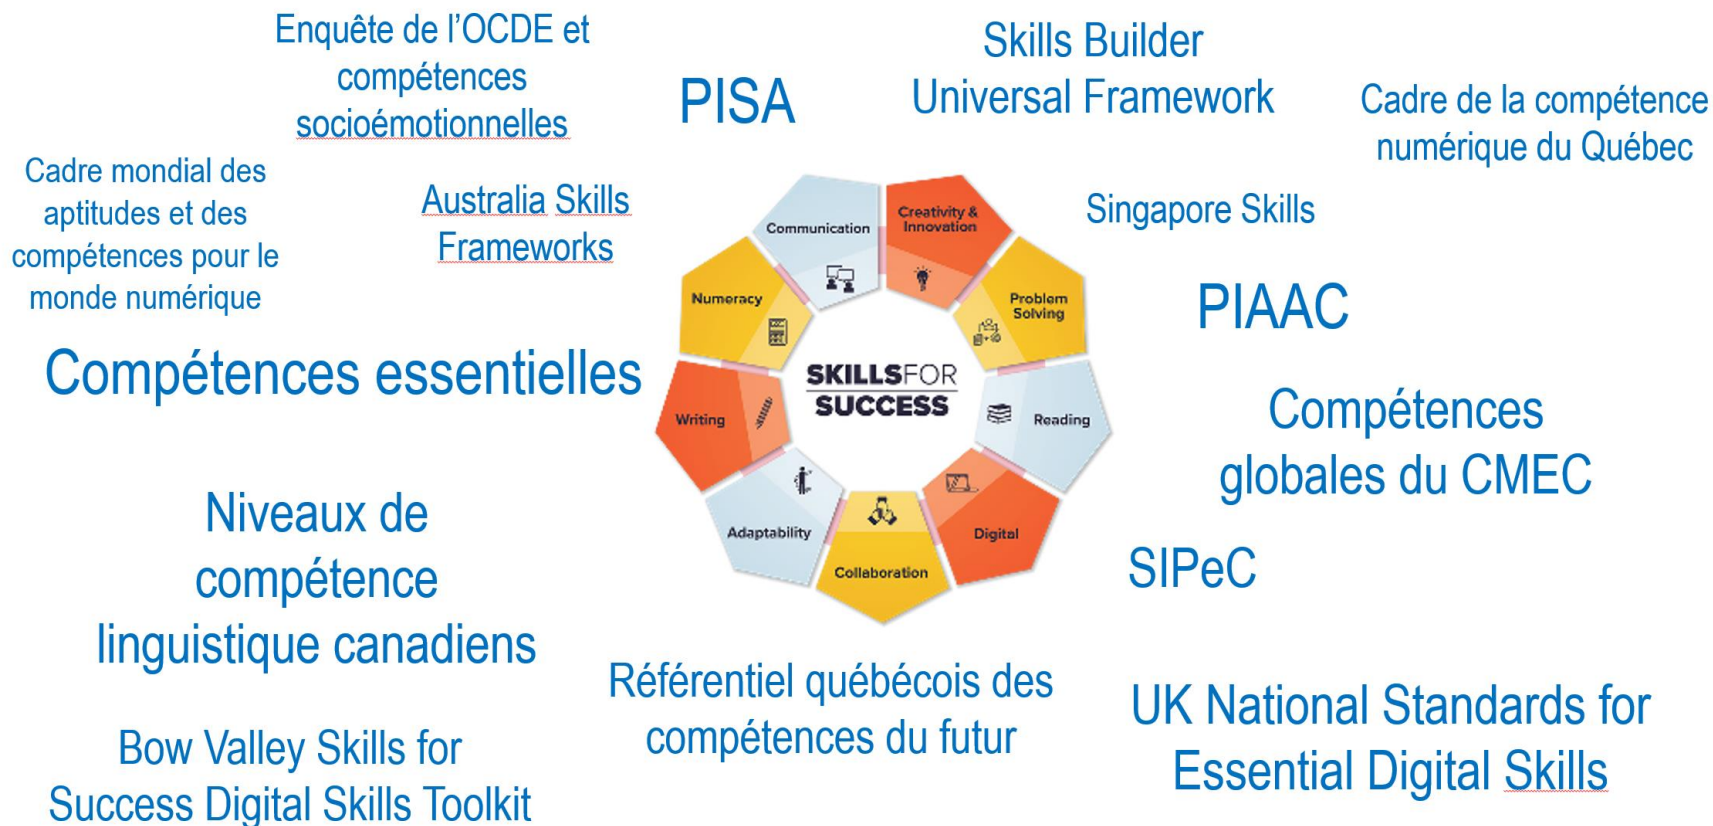 Enquête de l’OCDE et
compétences
socioémotionnelles
PISA
Skills Builder
Universal Framework
Cadre de la compétence
numérique du Québec
Cadre mondial des
aptitudes et des
compétences pour le
monde numérique
Australia Skills
Frameworks
Singapore Skills
Communication
Creativity &
Innovation
Numeracy
Problem
Solving
PIAAC
Compétences essentielles
SKILLSFOR
SUCCESS
Writing
Reading
Compétences
globales du CMEC
Niveaux de
compétence
linguistique canadiens
Adaptability
Digital
Collaboration
SIPeC
Référentiel québécois des
compétences du futur
UK National Standards for
Essential Digital Skills
Bow Valley Skills for
Success Digital Skills Toolkit